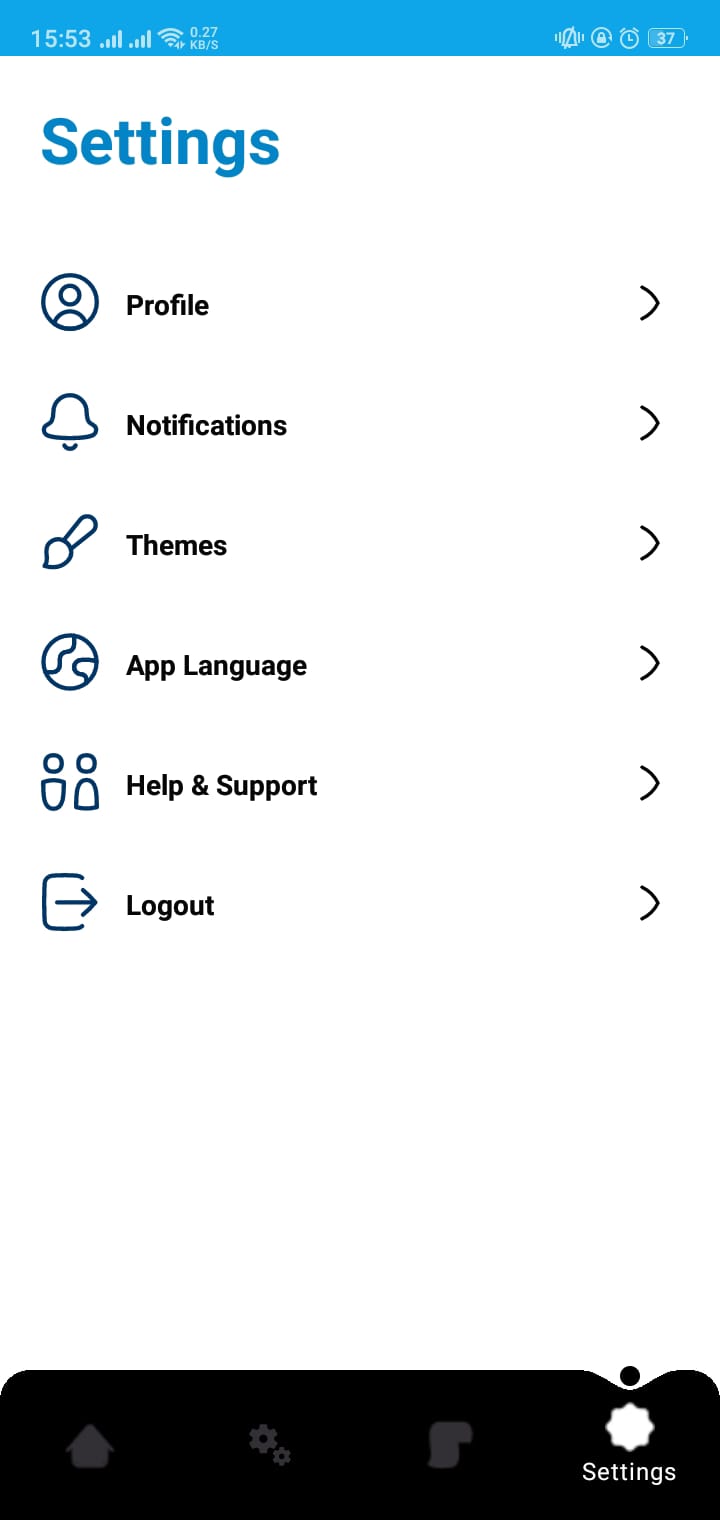 15:53 0.27 KB/S 37
Settings
Profile
Notifications
Themes
App Language
Help & Support
Logout
Settings